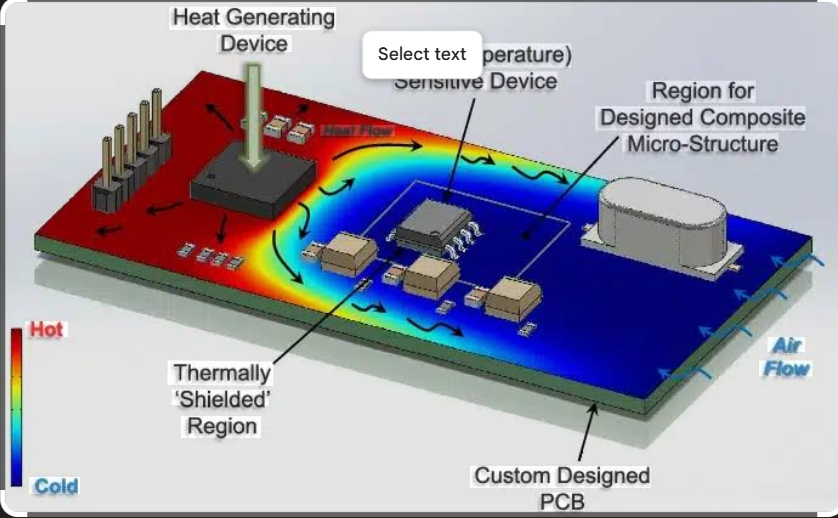 Heat Generating
Device
Select text
perature)
Sensitive Device
Region for
Designed Composite
Micro-Structure
Heat Flow
Hot
Air
Flow
Thermally
‘Shielded’
Region
Cold
Custom Designed
PCB